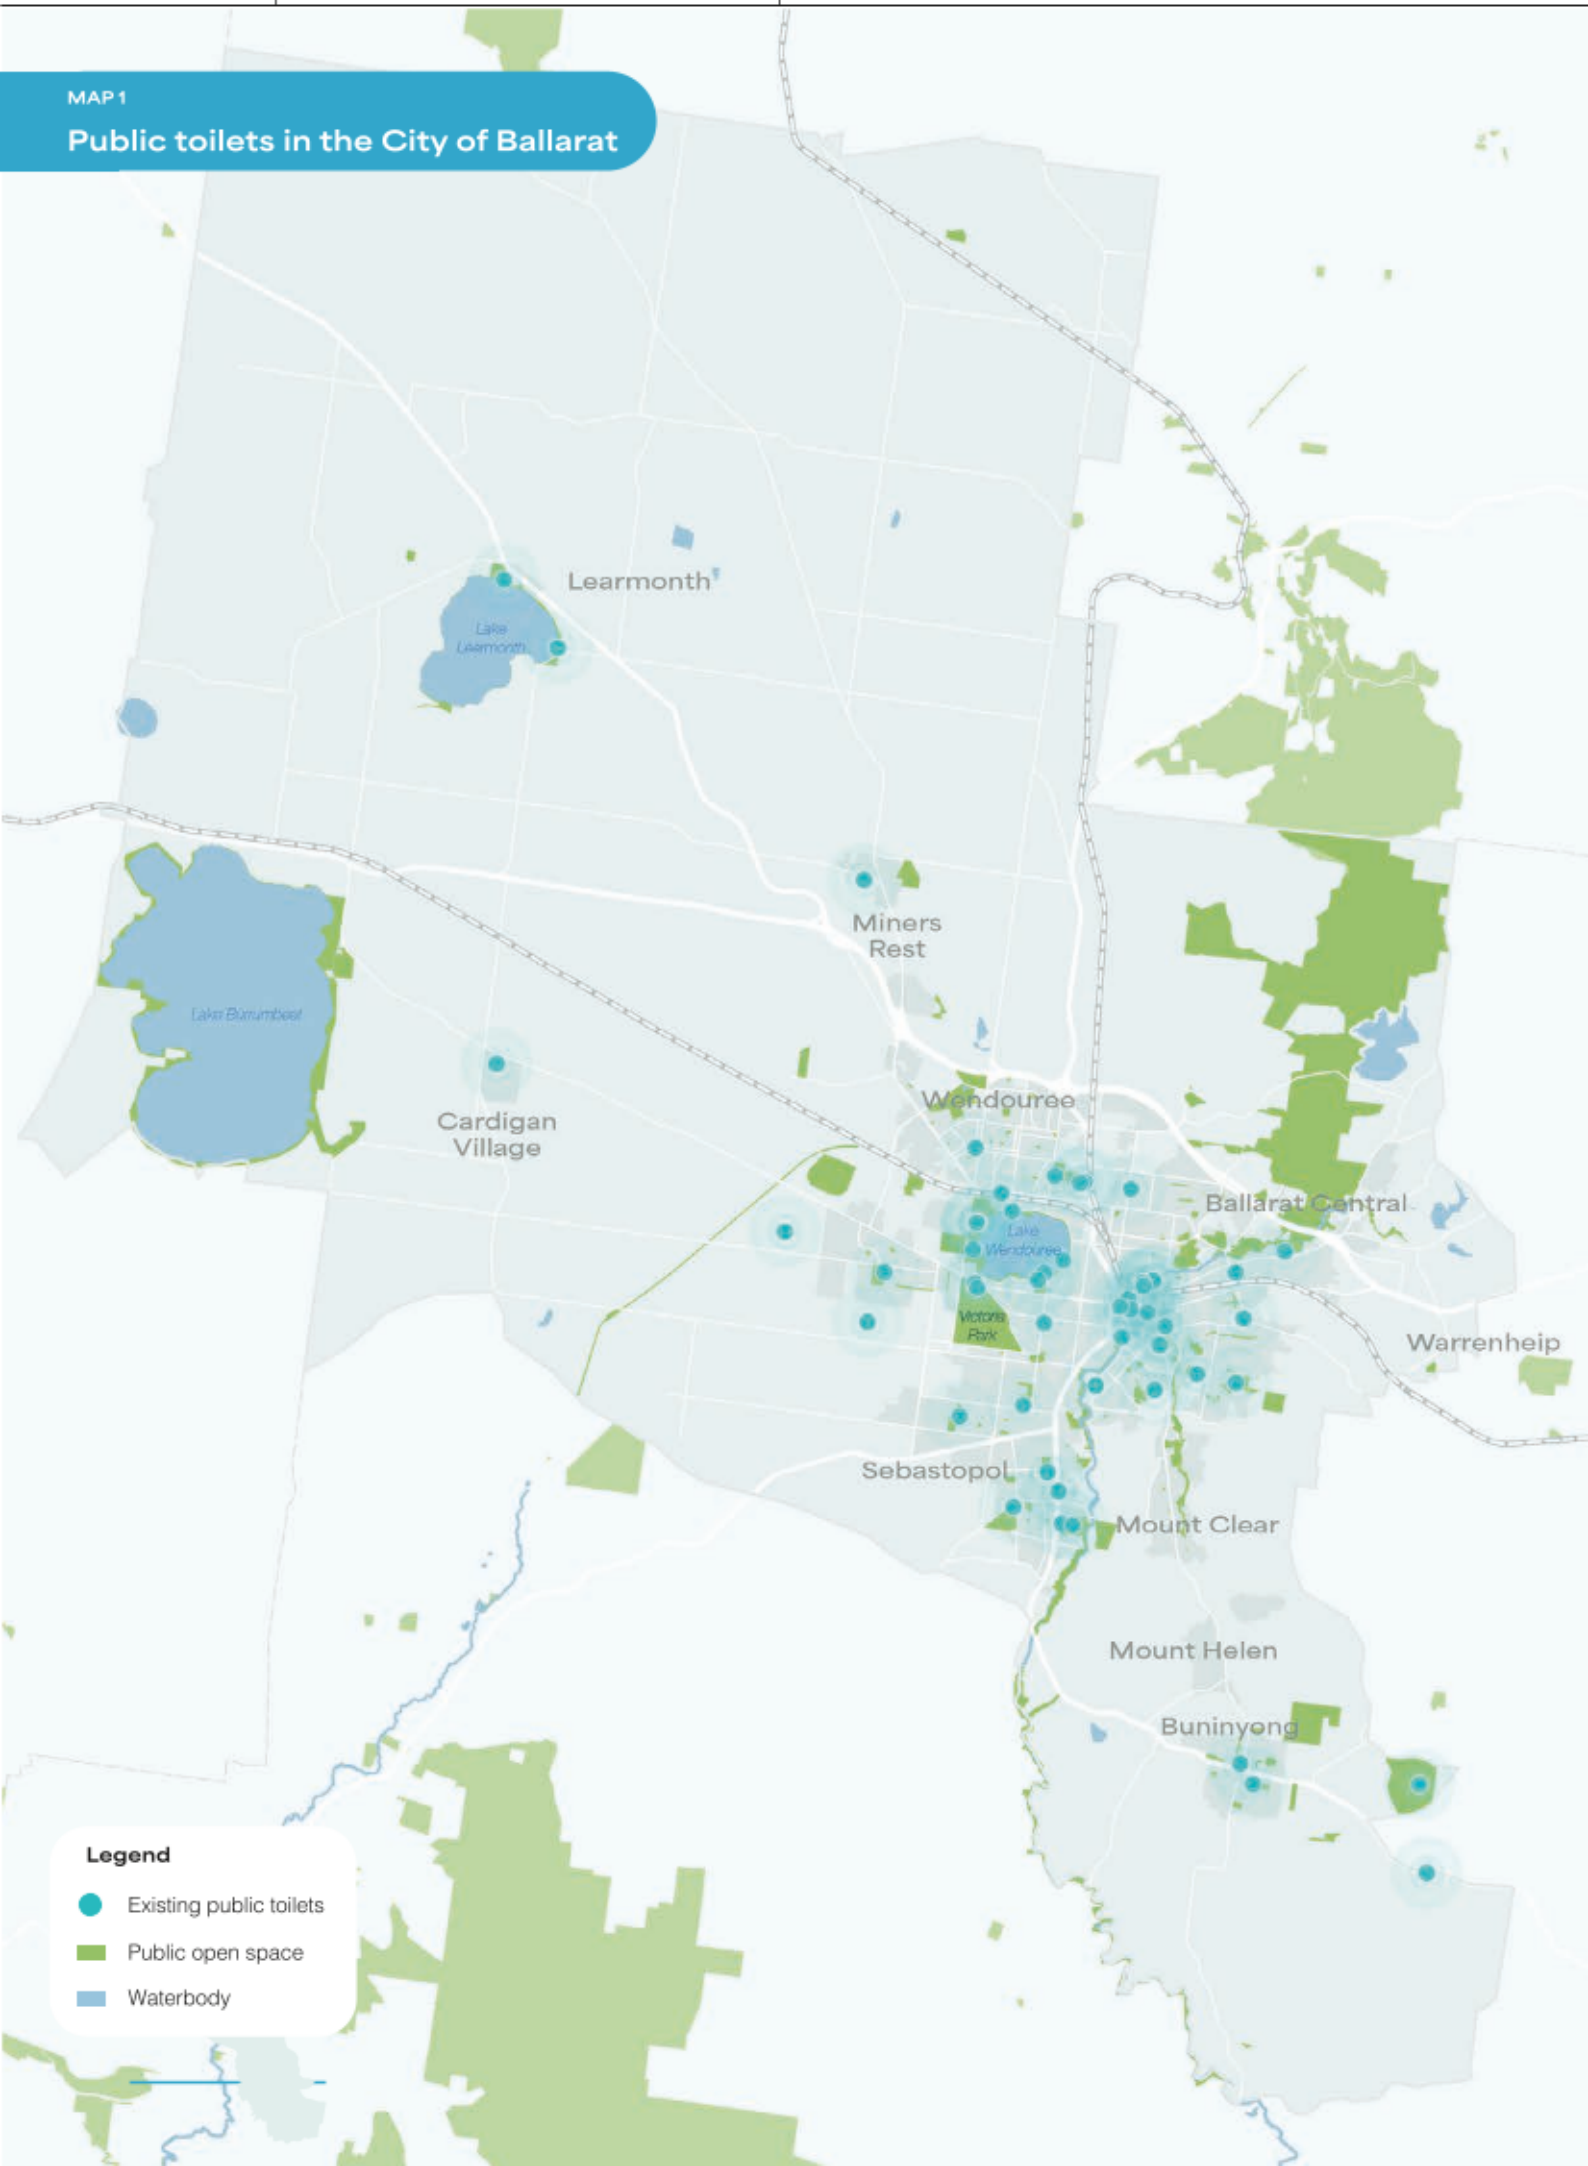 MAP 1
Public toilets in the City of Ballarat
Learmonth
Lake
Learmonth
Miners
Rest
Lake Burrumbeet
Cardigan
Village
Wendouree
Ballarat Central
Lake
Wendouree
Victoria
Park
Warrenheip
Sebastopol
Mount Clear
Mount Helen
Buninyong
Legend
Existing public toilets
Public open space
Waterbody